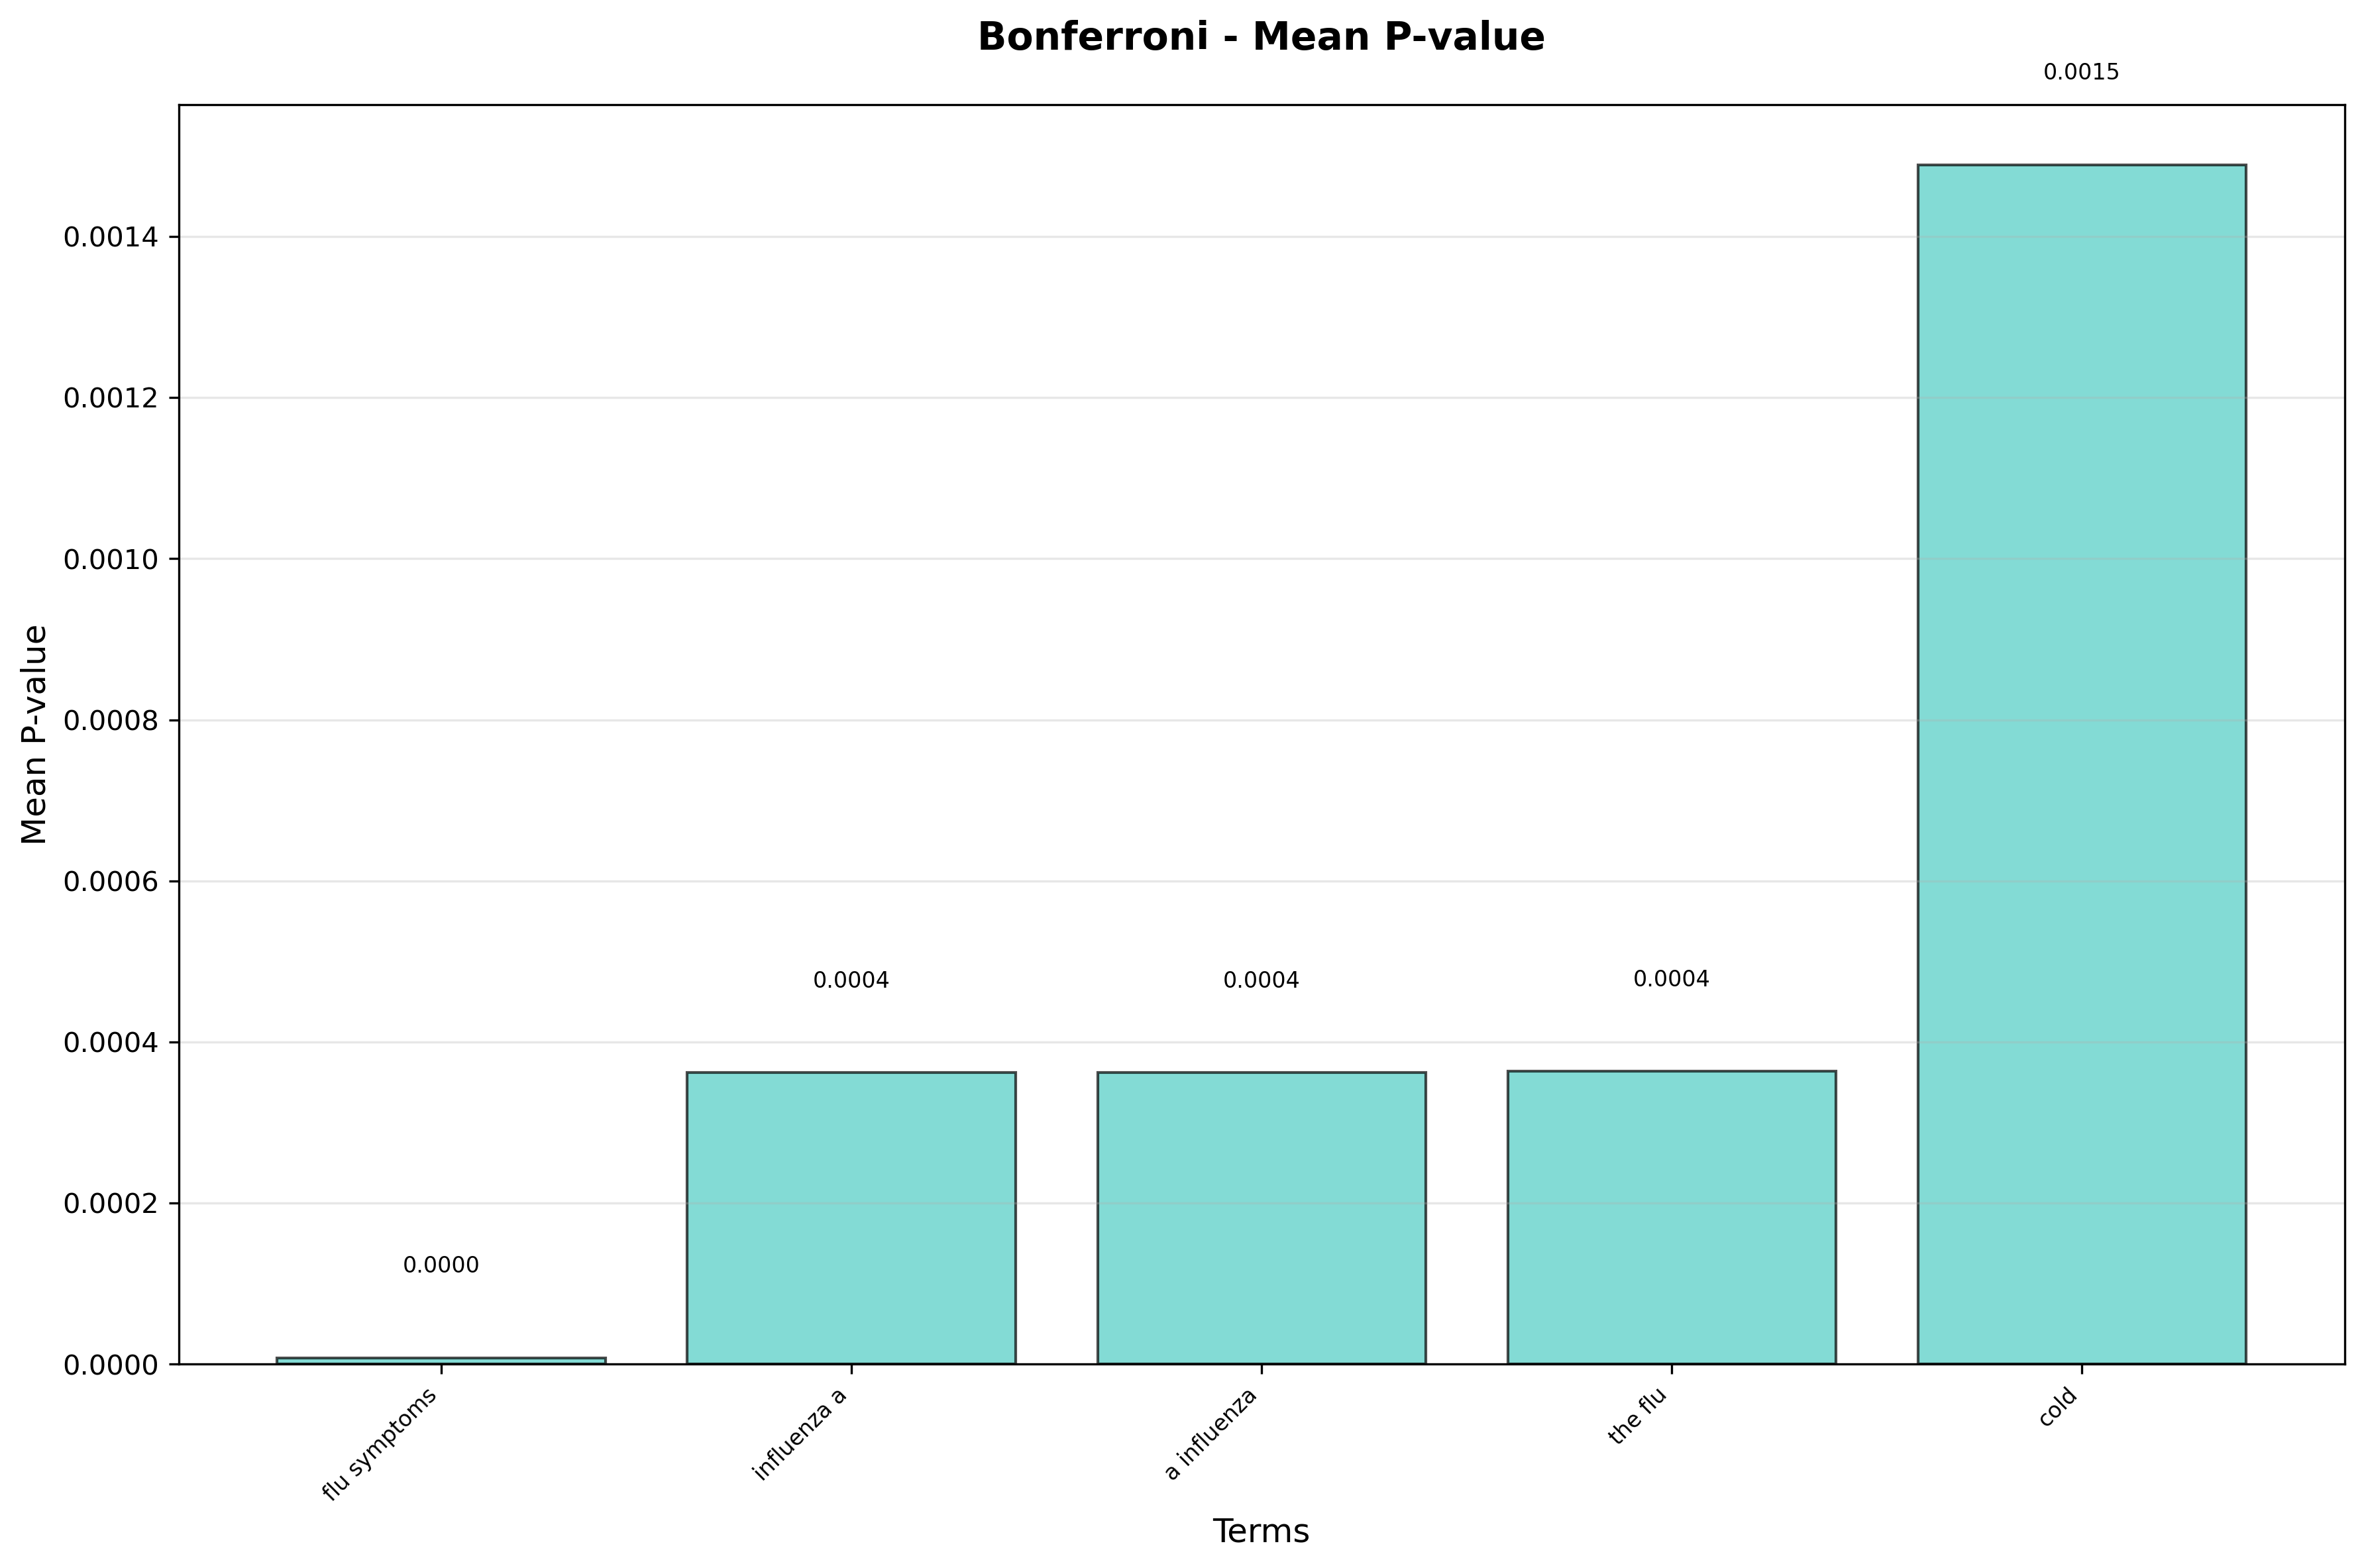 Bonferroni - Mean P-value
0.0015
0.0014
0.0012
0.0010
0.0008
0.0006
0.0004
0.0002
0.0000
Mean P-value
0.0000
0.0004
0.0004
0.0004
flu symptoms
influenza a
a influenza
the flu
cold
Terms